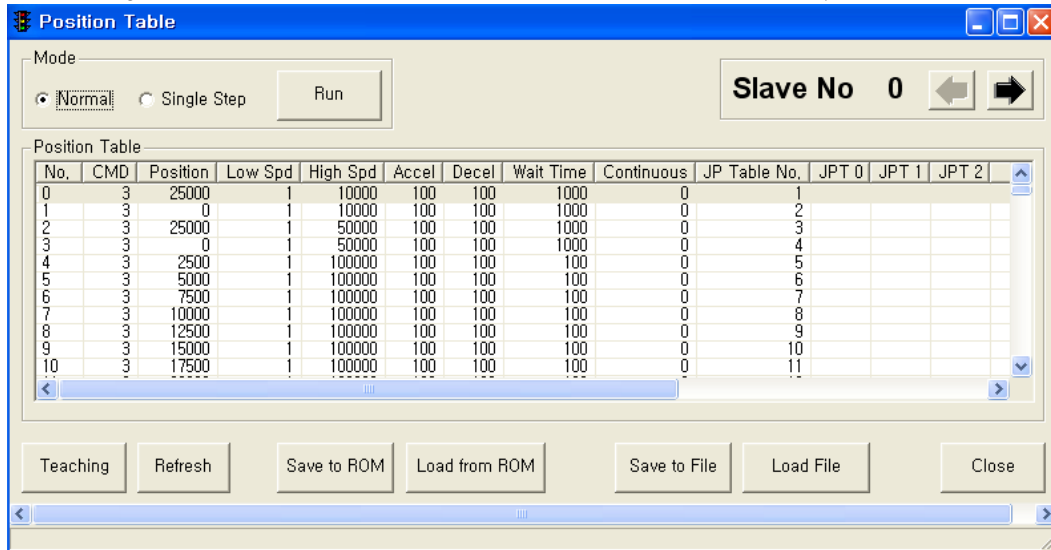 Position Table
Mode
Normal Single Step Run
Slave No 0
Position Table
No. CMD Position Low Spd High Spd Accel Decel Wait Time Continuous JP Table No. JPT 0 JPT 1 JPT 2
0 3 25000 1 10000 100 100 1000 0 1
1 3 0 1 10000 100 100 1000 0 2
2 3 25000 1 50000 100 100 1000 0 3
3 3 0 1 50000 100 100 1000 0 4
4 3 2500 1 100000 100 100 100 0 5
5 3 5000 1 100000 100 100 100 0 6
6 3 7500 1 100000 100 100 100 0 7
7 3 10000 1 100000 100 100 100 0 8
8 3 12500 1 100000 100 100 100 0 9
9 3 15000 1 100000 100 100 100 0 10
10 3 17500 1 100000 100 100 100 0 11
Teaching Refresh Save to ROM Load from ROM Save to File Load File Close